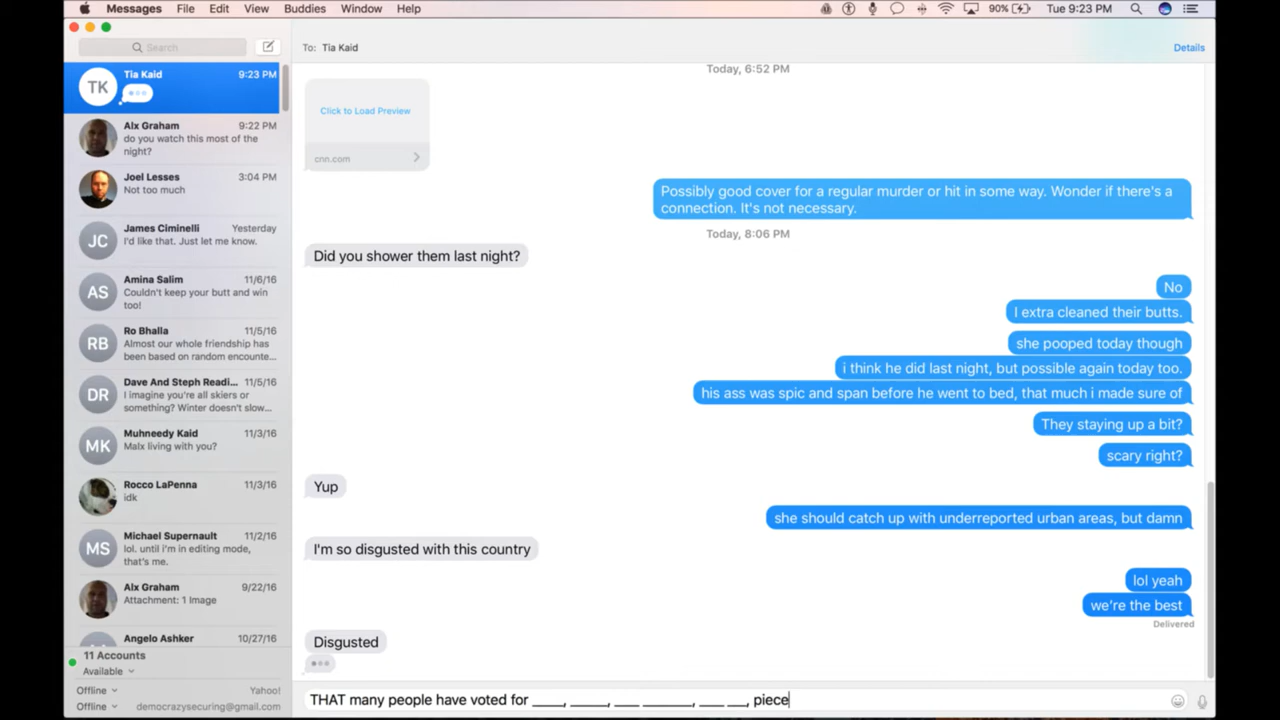 Messages File Edit View Buddies Window Help 90% Tue 9:23 PM
Search
To: Tia Kaid Details
TK Tia Kaid 9:23 PM
Alx Graham 9:22 PM
do you watch this most of the
night?
Joel Lesses 3:04 PM
Not too much
JC James Ciminelli Yesterday
I'd like that. Just let me know.
AS Amina Salim 11/6/16
Couldn't keep your butt and win
too!
RB Ro Bhalla 11/5/16
Almost our whole friendship has
been based on random encounte...
DR Dave And Steph Readi... 11/5/16
I imagine you're all skiers or
something? Winter doesn't slow...
MK Muhneedy Kaid 11/3/16
Malx living with you?
Rocco LaPenna 11/3/16
idk
MS Michael Supernault 11/2/16
lol. until i'm in editing mode,
that's me.
Alx Graham 9/22/16
Attachment: 1 Image
Angelo Ashker 10/27/16
11 Accounts
Available
Offline Yahoo!
Offline democrazysecuring@gmail.com
Today, 6:52 PM
Click to Load Preview
cnn.com
Possibly good cover for a regular murder or hit in some way. Wonder if there's a
connection. It's not necessary.
Today, 8:06 PM
Did you shower them last night?
No
I extra cleaned their butts.
she pooped today though
i think he did last night, but possible again today too.
his ass was spic and span before he went to bed, that much i made sure of
They staying up a bit?
scary right?
Yup
she should catch up with underreported urban areas, but damn
I'm so disgusted with this country
lol yeah
we're the best
Delivered
Disgusted
THAT many people have voted for ____, _____, ___ ______, ___ __, piece